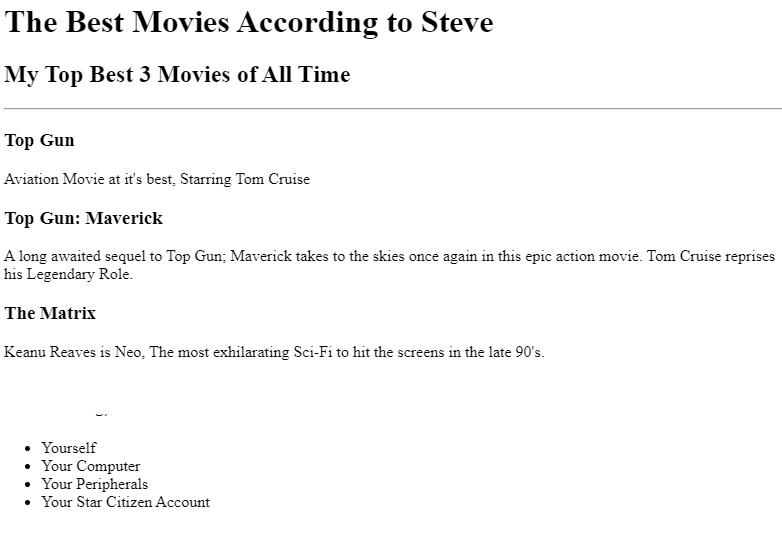 The Best Movies According to Steve
My Top Best 3 Movies of All Time
Top Gun
Aviation Movie at it's best, Starring Tom Cruise
Top Gun: Maverick
A long awaited sequel to Top Gun; Maverick takes to the skies once again in this epic action movie. Tom Cruise reprises
his Legendary Role.
The Matrix
Keanu Reaves is Neo, The most exhilarating Sci-Fi to hit the screens in the late 90's.
Yourself
Your Computer
Your Peripherals
Your Star Citizen Account